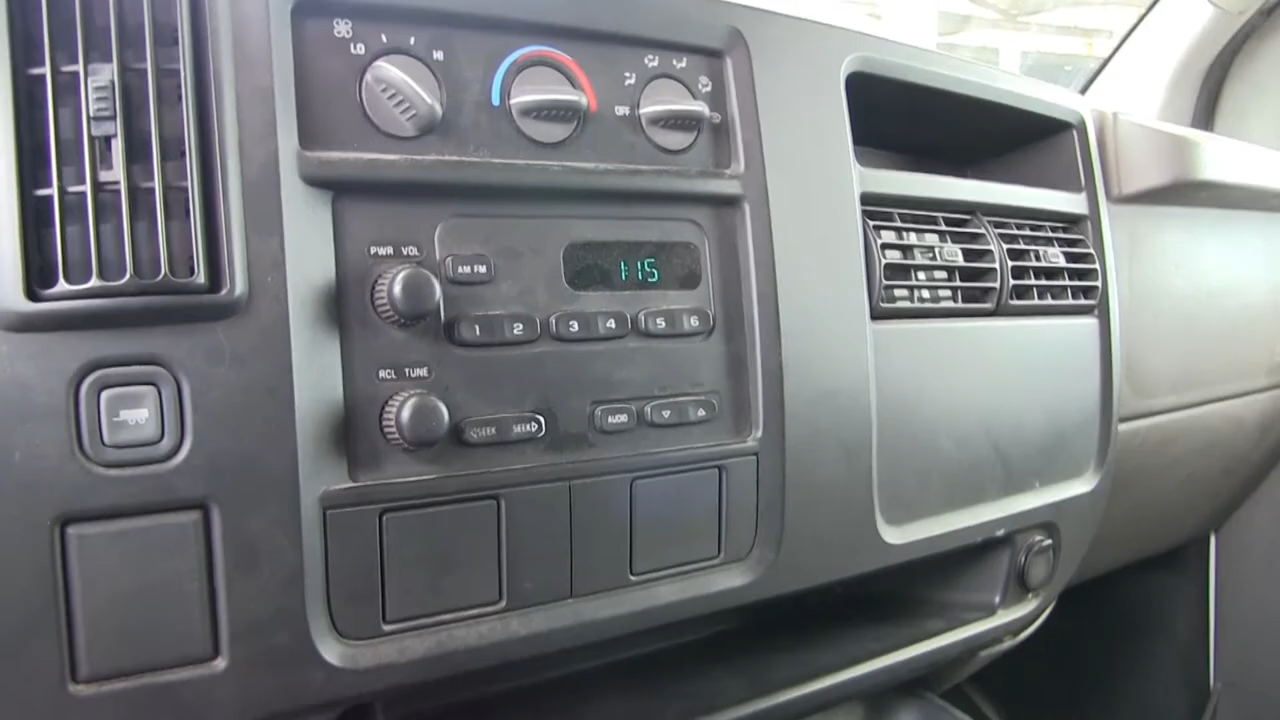 LO HI
OFF
PWR VOL
AM FM
1:15
1 2 3 4 5 6
RCL TUNE
SEEK SEEK
AUDIO